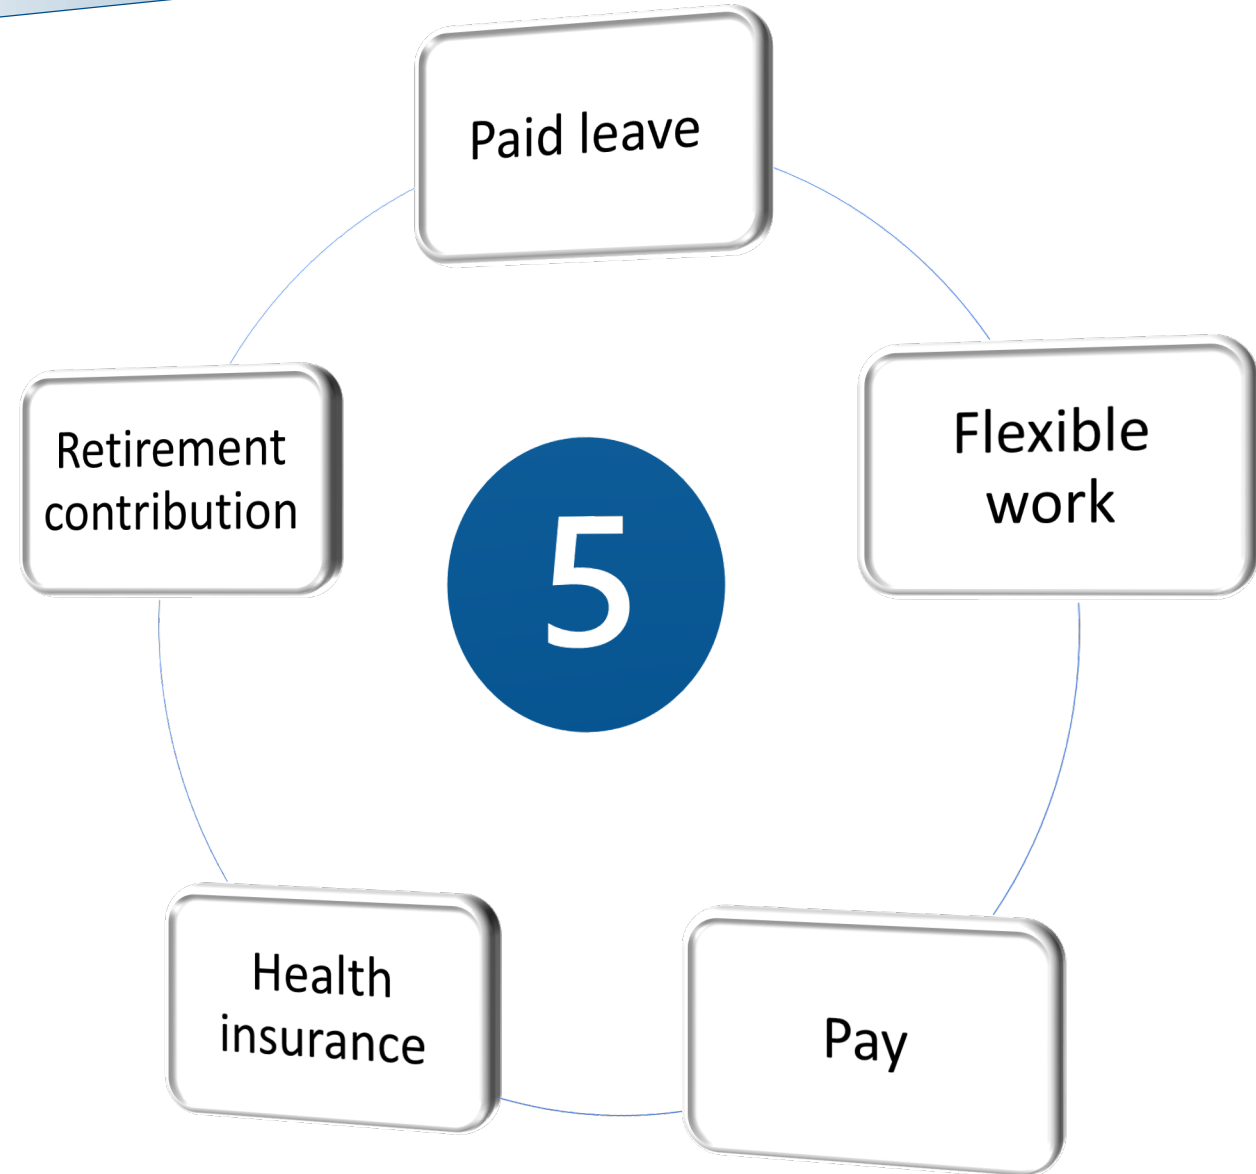 Paid leave
Flexible
work
Pay
Health
insurance
Retirement
contribution
5